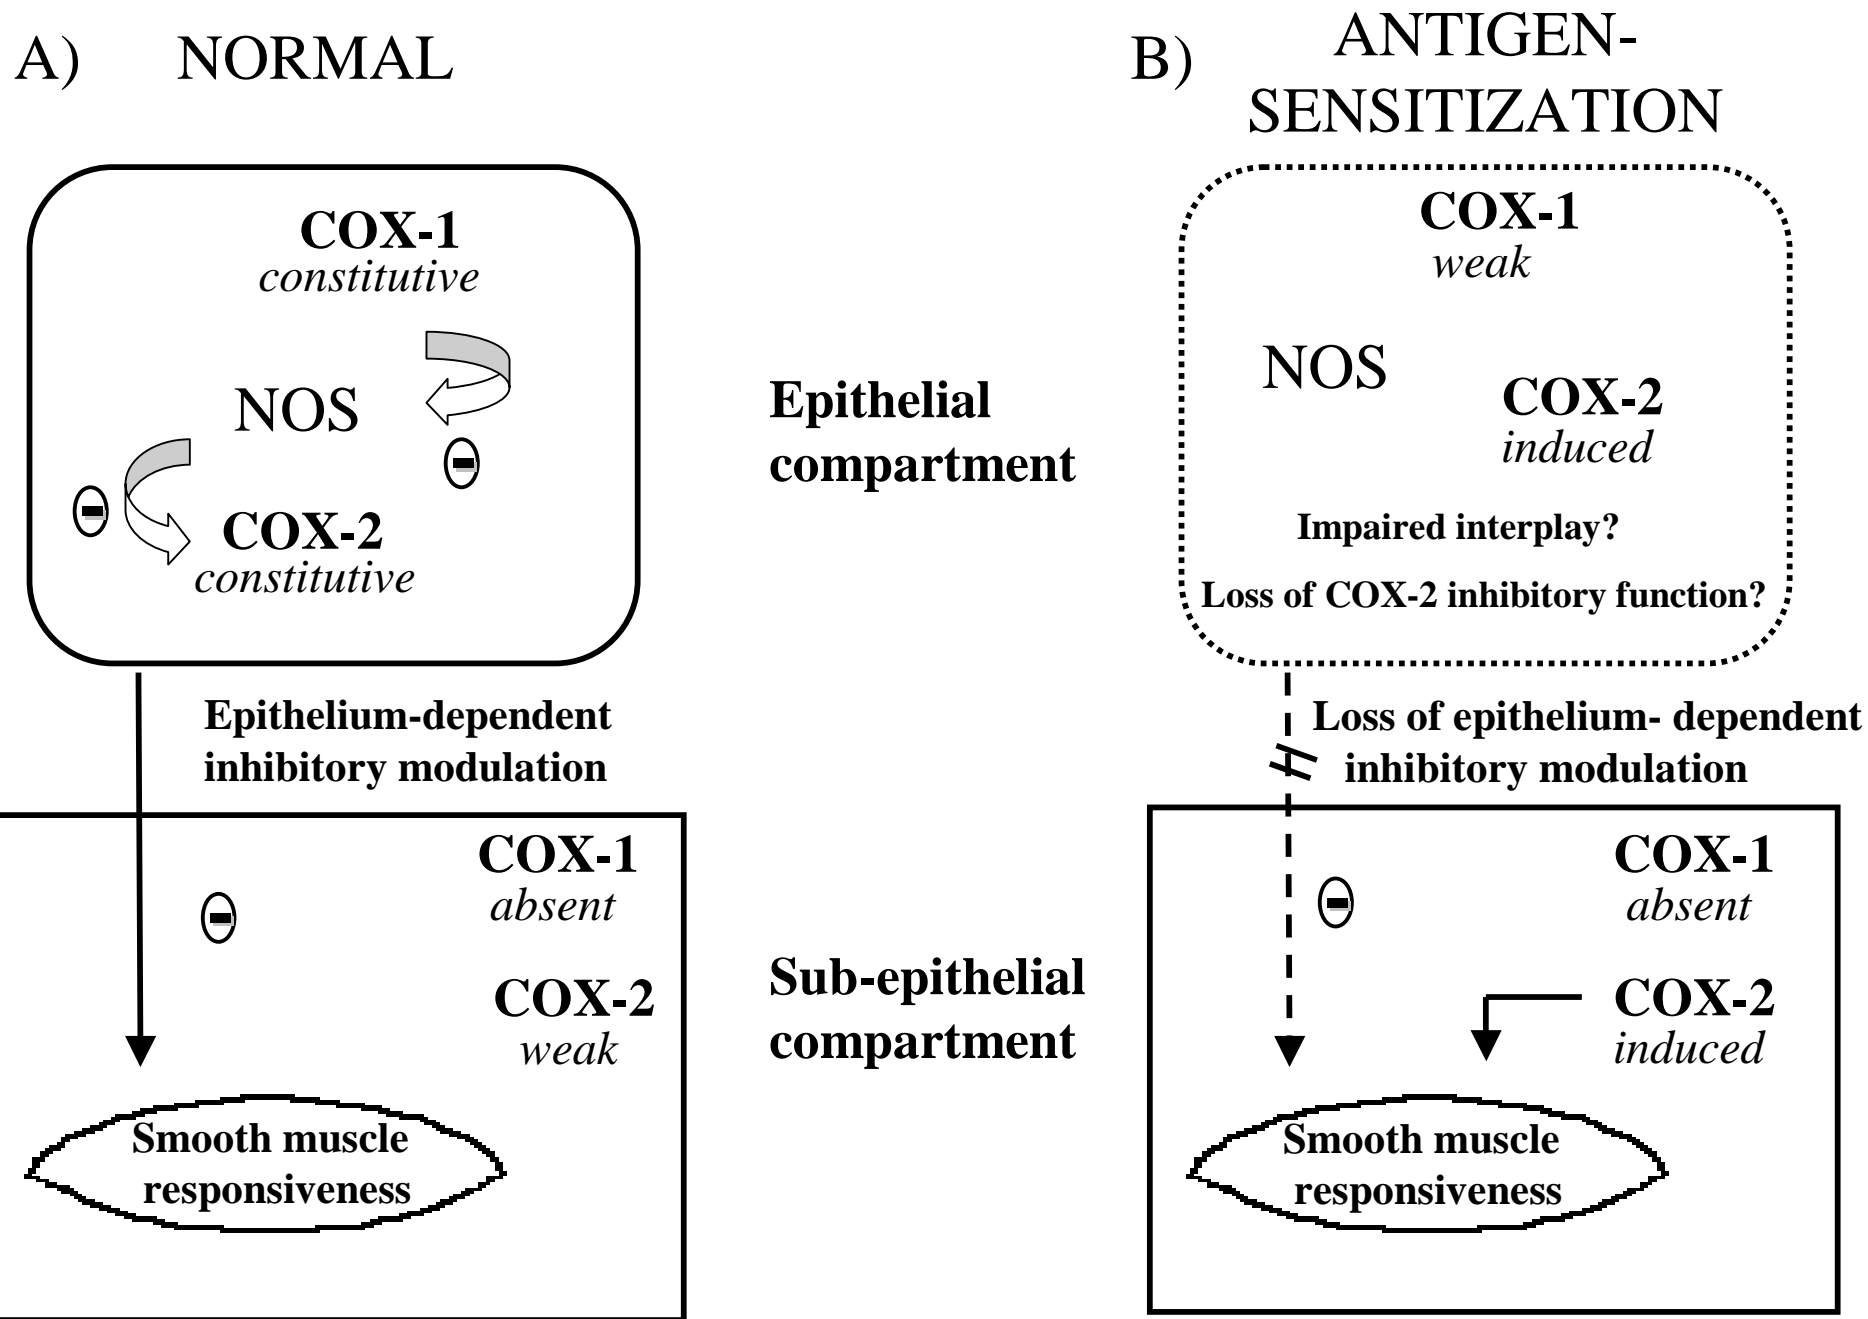 A) NORMAL
COX-1
constitutive
NOS
COX-2
constitutive
Epithelium-dependent
inhibitory modulation
COX-1
absent
COX-2
weak
Smooth muscle
responsiveness
Epithelial
compartment
Sub-epithelial
compartment
B) ANTIGEN-
SENSITIZATION
COX-1
weak
NOS
COX-2
induced
Impaired interplay?
Loss of COX-2 inhibitory function?
Loss of epithelium- dependent
inhibitory modulation
COX-1
absent
COX-2
induced
Smooth muscle
responsiveness